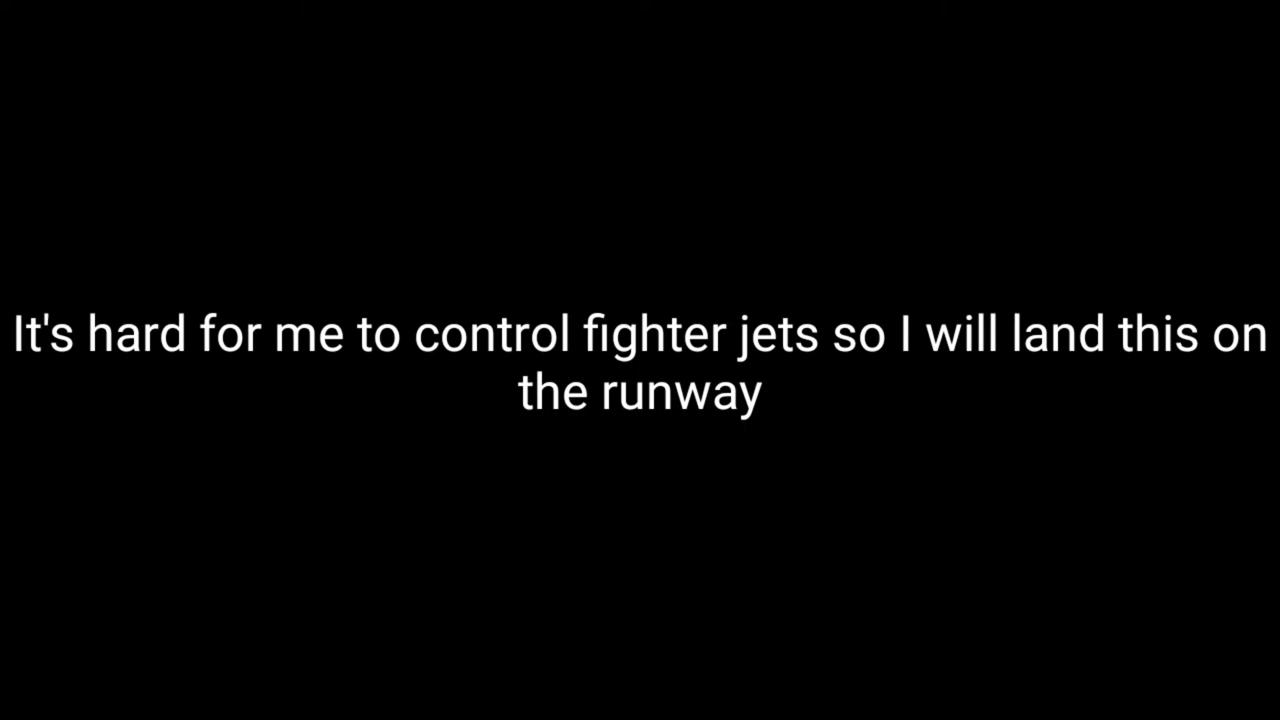 It's hard for me to control fighter jets so I will land this on
the runway